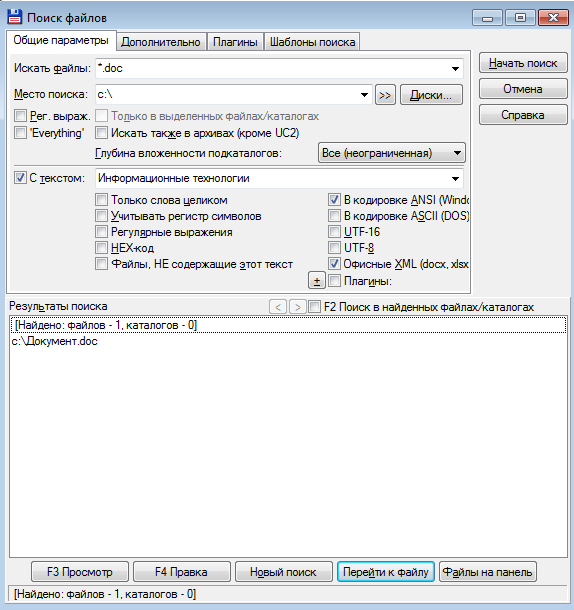 Поиск файлов
Общие параметры Дополнительно Плагины Шаблоны поиска
Искать файлы: *.doc Начать поиск
Место поиска: c:\ >> Диски... Отмена
Рег. выраж. Только в выделенных файлах/каталогах Справка
'Everything' Искать также в архивах (кроме UC2)
Глубина вложенности подкаталогов: Все (неограниченная)
С текстом: Информационные технологии
Только слова целиком В кодировке ANSI (Windo
Учитывать регистр символов В кодировке ASCII (DOS)
Регулярные выражения UTF-16
HEX-код UTF-8
Файлы, НЕ содержащие этот текст Офисные XML (docx, xlsx
± Плагины:
Результаты поиска < > F2 Поиск в найденных файлах/каталогах
[Найдено: файлов - 1, каталогов - 0]
c:\Документ.doc
F3 Просмотр F4 Правка Новый поиск Перейти к файлу Файлы на панель
[Найдено: файлов - 1, каталогов - 0]